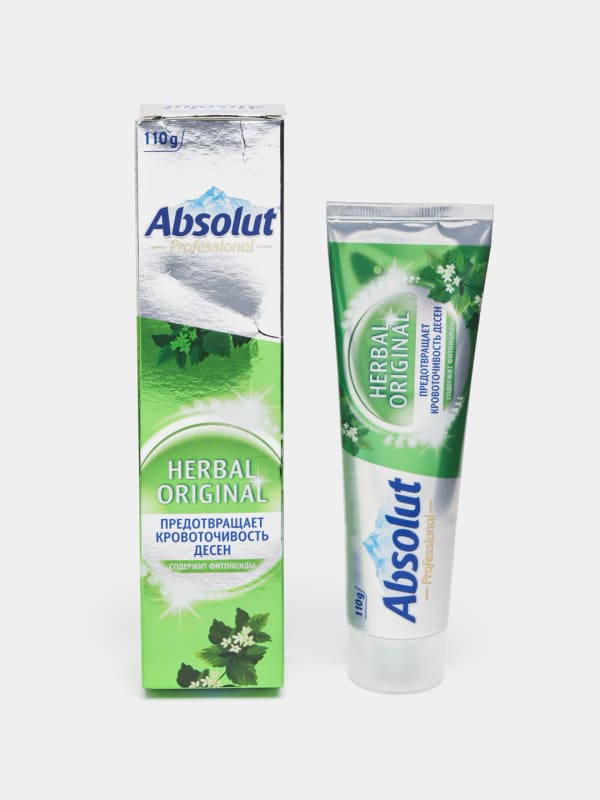 Absolut
110g
Absolut
Professional
HERBAL
ORIGINAL
ПРЕДОТВРАЩАЕТ
КРОВОТОЧИВОСТЬ
ДЕСЕН
СОДЕРЖИТ ФИТОНЦИДЫ
HERBAL
ORIGINAL
ПРЕДОТВРАЩАЕТ
КРОВОТОЧИВОСТЬ ДЕСЕН
СОДЕРЖИТ ФИТОНЦИДЫ
Absolut
Professional
110g